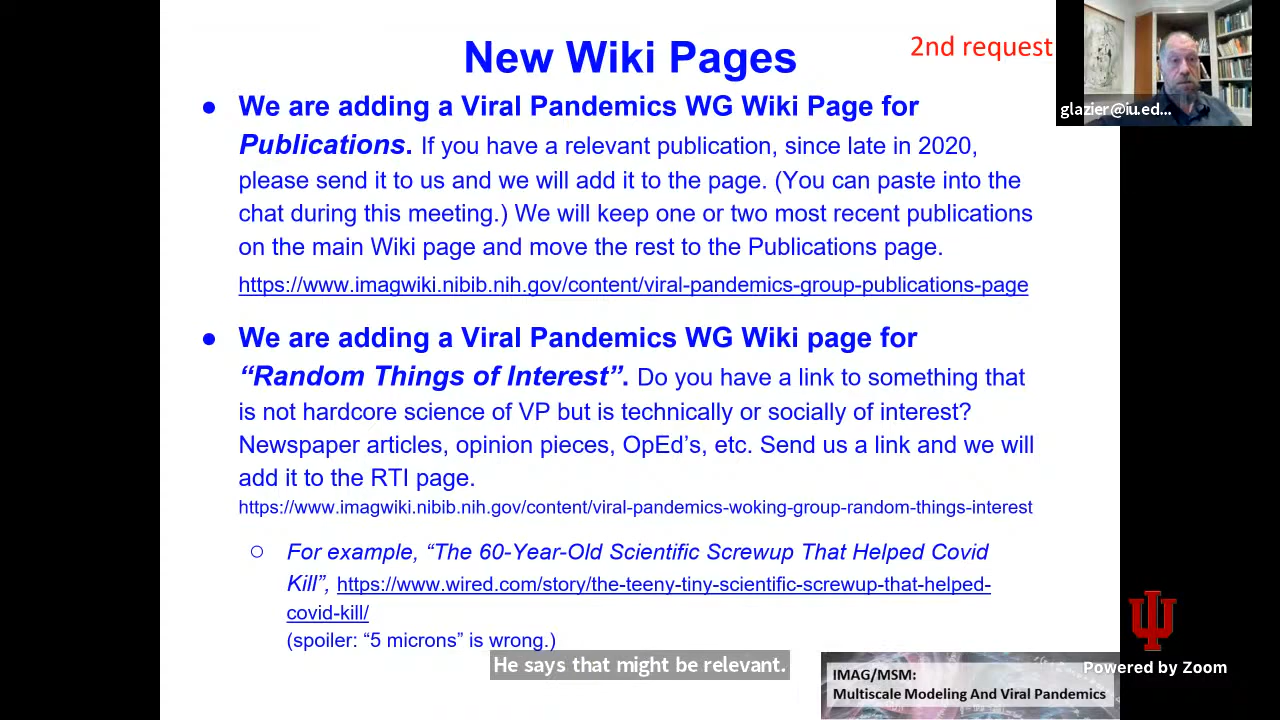 New Wiki Pages
2nd request
glazier@iu.ed...
● We are adding a Viral Pandemics WG Wiki Page for
Publications. If you have a relevant publication, since late in 2020,
please send it to us and we will add it to the page. (You can paste into the
chat during this meeting.) We will keep one or two most recent publications
on the main Wiki page and move the rest to the Publications page.
https://www.imagwiki.nibib.nih.gov/content/viral-pandemics-group-publications-page
● We are adding a Viral Pandemics WG Wiki page for
“Random Things of Interest”. Do you have a link to something that
is not hardcore science of VP but is technically or socially of interest?
Newspaper articles, opinion pieces, OpEd’s, etc. Send us a link and we will
add it to the RTI page.
https://www.imagwiki.nibib.nih.gov/content/viral-pandemics-woking-group-random-things-interest
○ For example, “The 60-Year-Old Scientific Screwup That Helped Covid
Kill”, https://www.wired.com/story/the-teeny-tiny-scientific-screwup-that-helped-
covid-kill/
(spoiler: “5 microns” is wrong.)
He says that might be relevant.
IMAG/MSM:
Multiscale Modeling And Viral Pandemics
Powered by Zoom